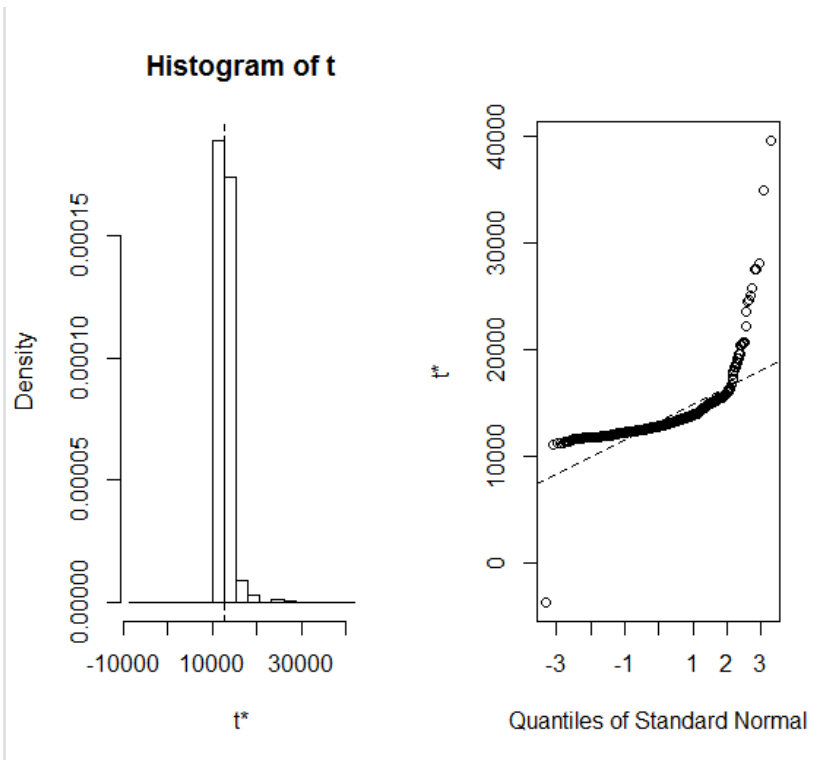 Histogram of t
Density
0.00000
0.00005
0.00010
0.00015
-10000 10000 30000
t*
t*
0
10000
20000
30000
40000
-3 -1 1 2 3
Quantiles of Standard Normal